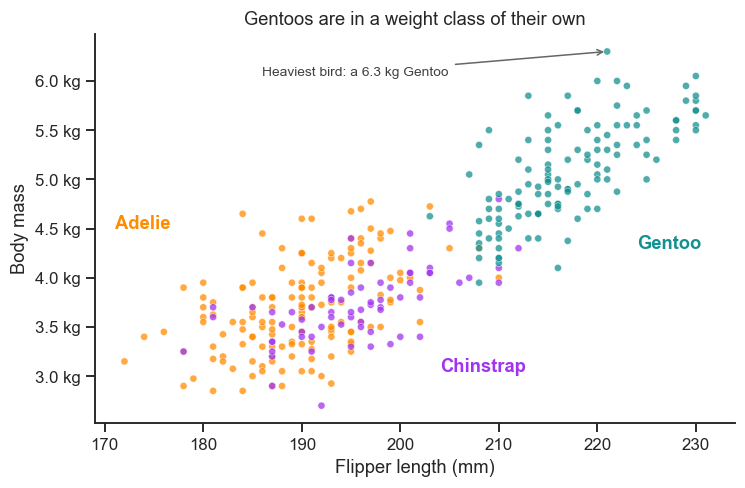 Gentoos are in a weight class of their own
Heaviest bird: a 6.3 kg Gentoo
6.0 kg
5.5 kg
5.0 kg
4.5 kg
4.0 kg
3.5 kg
3.0 kg
Body mass
Adelie
Gentoo
Chinstrap
170 180 190 200 210 220 230
Flipper length (mm)